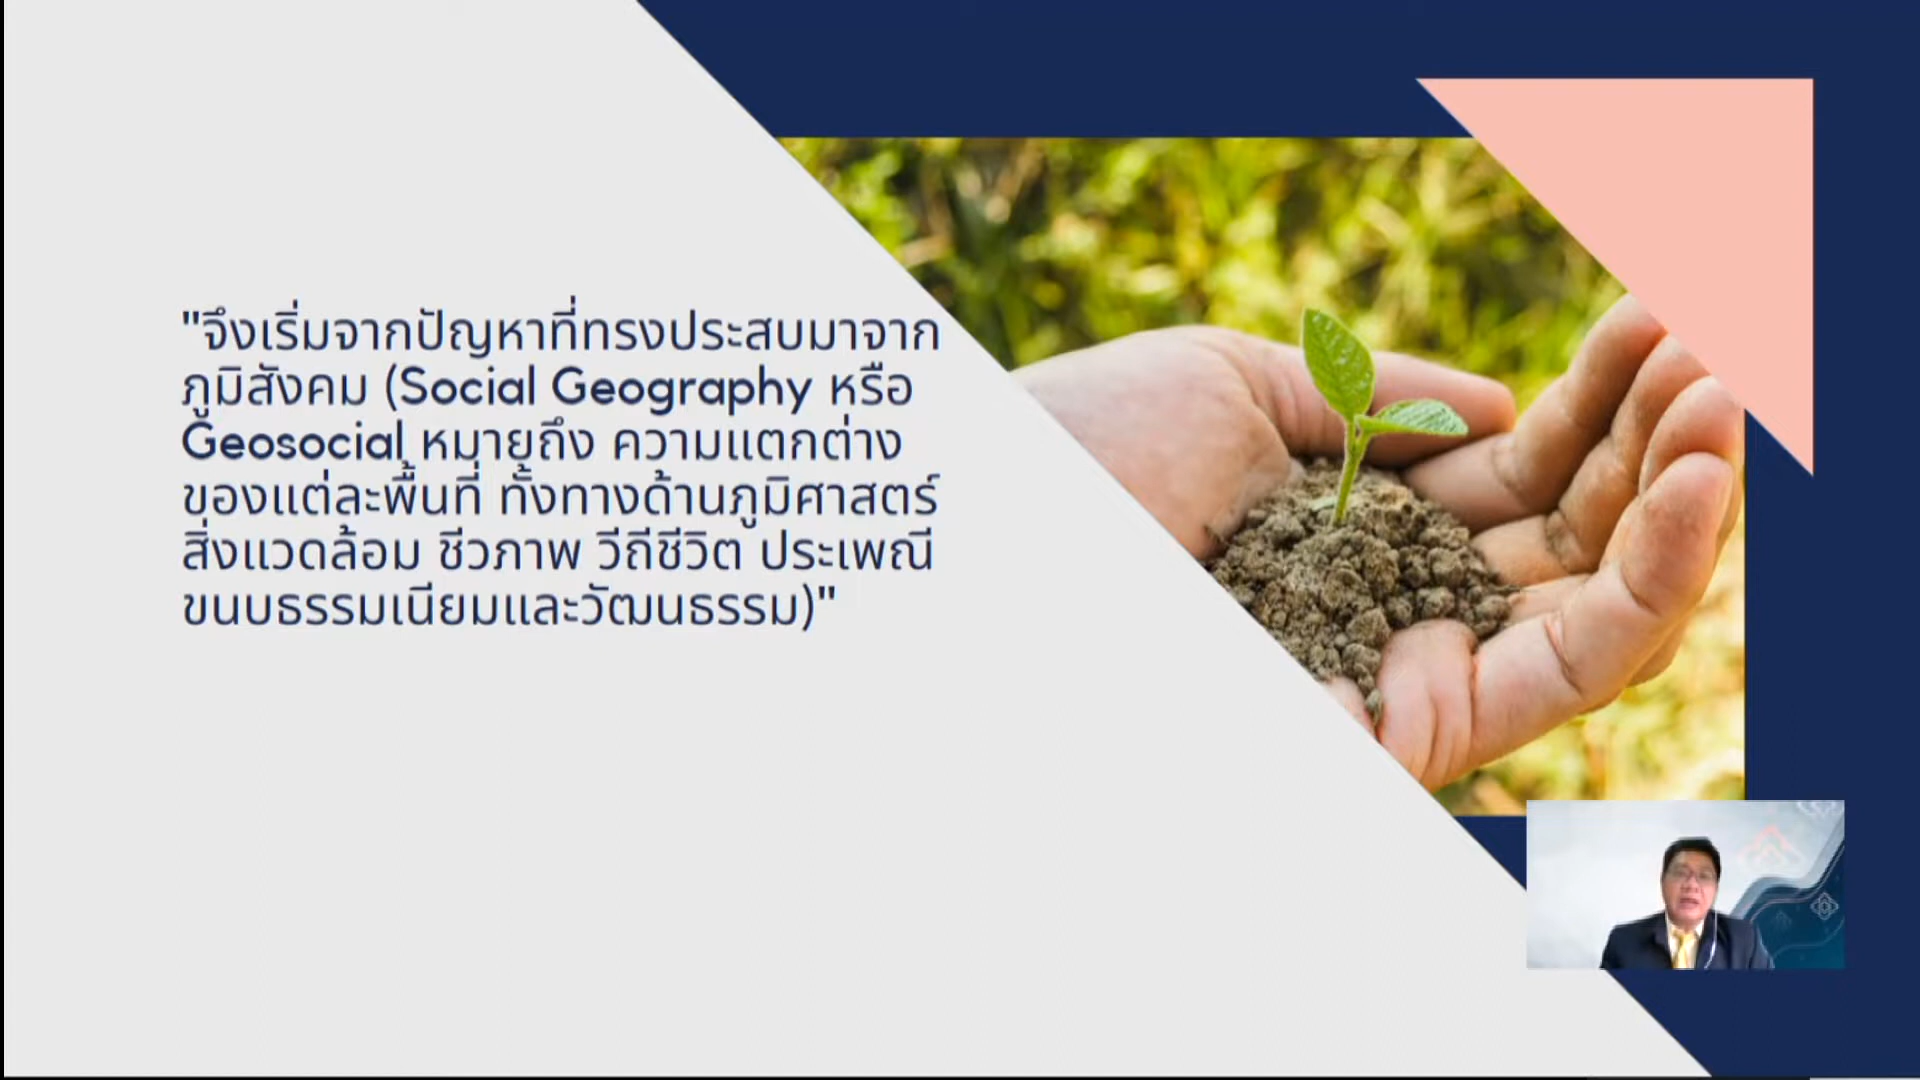 "จึงเริ่มจากปัญหาที่ทรงประสบมาจาก
ภูมิสังคม (Social Geography หรือ
Geosocial หมายถึง ความแตกต่าง
ของแต่ละพื้นที่ ทั้งทางด้านภูมิศาสตร์
สิ่งแวดล้อม ชีวภาพ วีถีชีวิต ประเพณี
ขนบธรรมเนียมและวัฒนธรรม)"